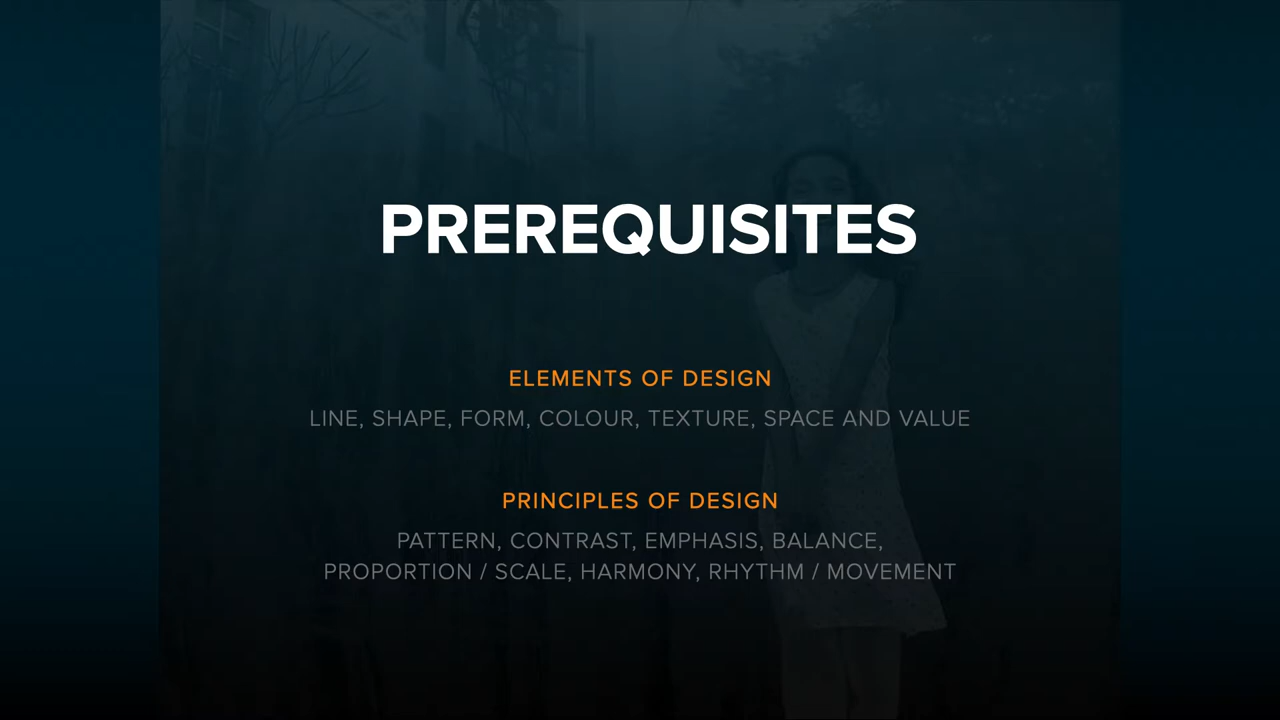 PREREQUISITES
ELEMENTS OF DESIGN
LINE, SHAPE, FORM, COLOUR, TEXTURE, SPACE AND VALUE
PRINCIPLES OF DESIGN
PATTERN, CONTRAST, EMPHASIS, BALANCE,
PROPORTION / SCALE, HARMONY, RHYTHM / MOVEMENT